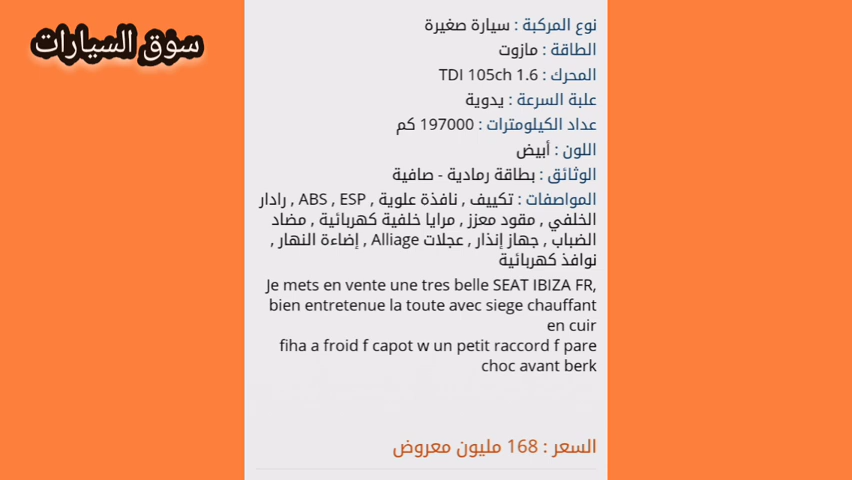 سوق السيارات
نوع المركبة : سيارة صغيرة
الطاقة : مازوت
المحرك : 1.6 TDI 105ch
علبة السرعة : يدوية
عداد الكيلومترات : 197000 كم
اللون : أبيض
الوثائق : بطاقة رمادية - صافية
المواصفات : تكييف , نافذة علوية , ABS , ESP , رادار
الخلفي , مقود معزز , مرايا خلفية كهربائية , مضاد
الضباب , جهاز إنذار , عجلات Alliage , إضاءة النهار ,
نوافذ كهربائية
Je mets en vente une tres belle SEAT IBIZA FR,
bien entretenue la toute avec siege chauffant
en cuir
fiha a froid f capot w un petit raccord f pare
choc avant berk
السعر : 168 مليون معروض